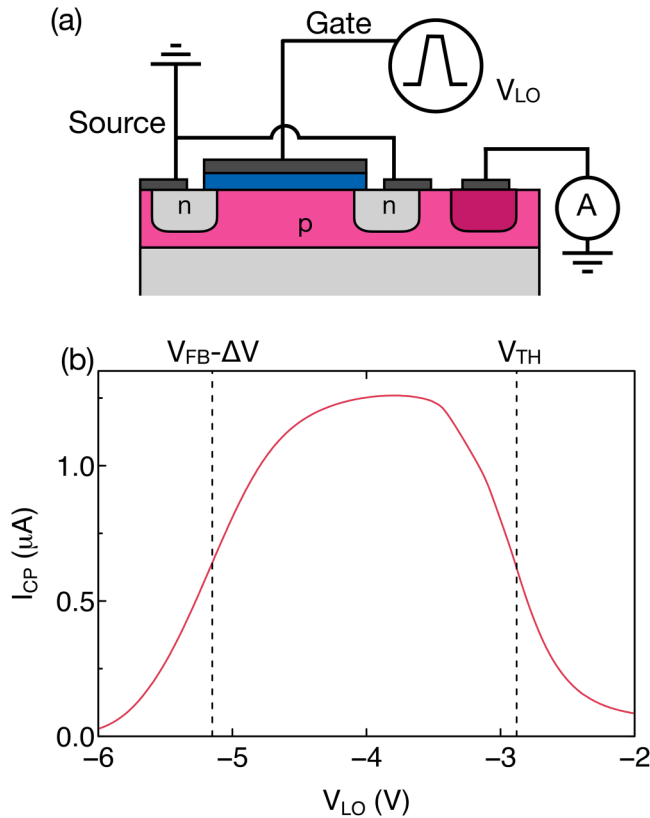 (a)
Gate
V_LO
Source
n
n
p
A
(b)
V_FB-ΔV
V_TH
I_CP (μA)
1.0
0.5
0.0
−6
−5
−4
−3
−2
V_LO (V)